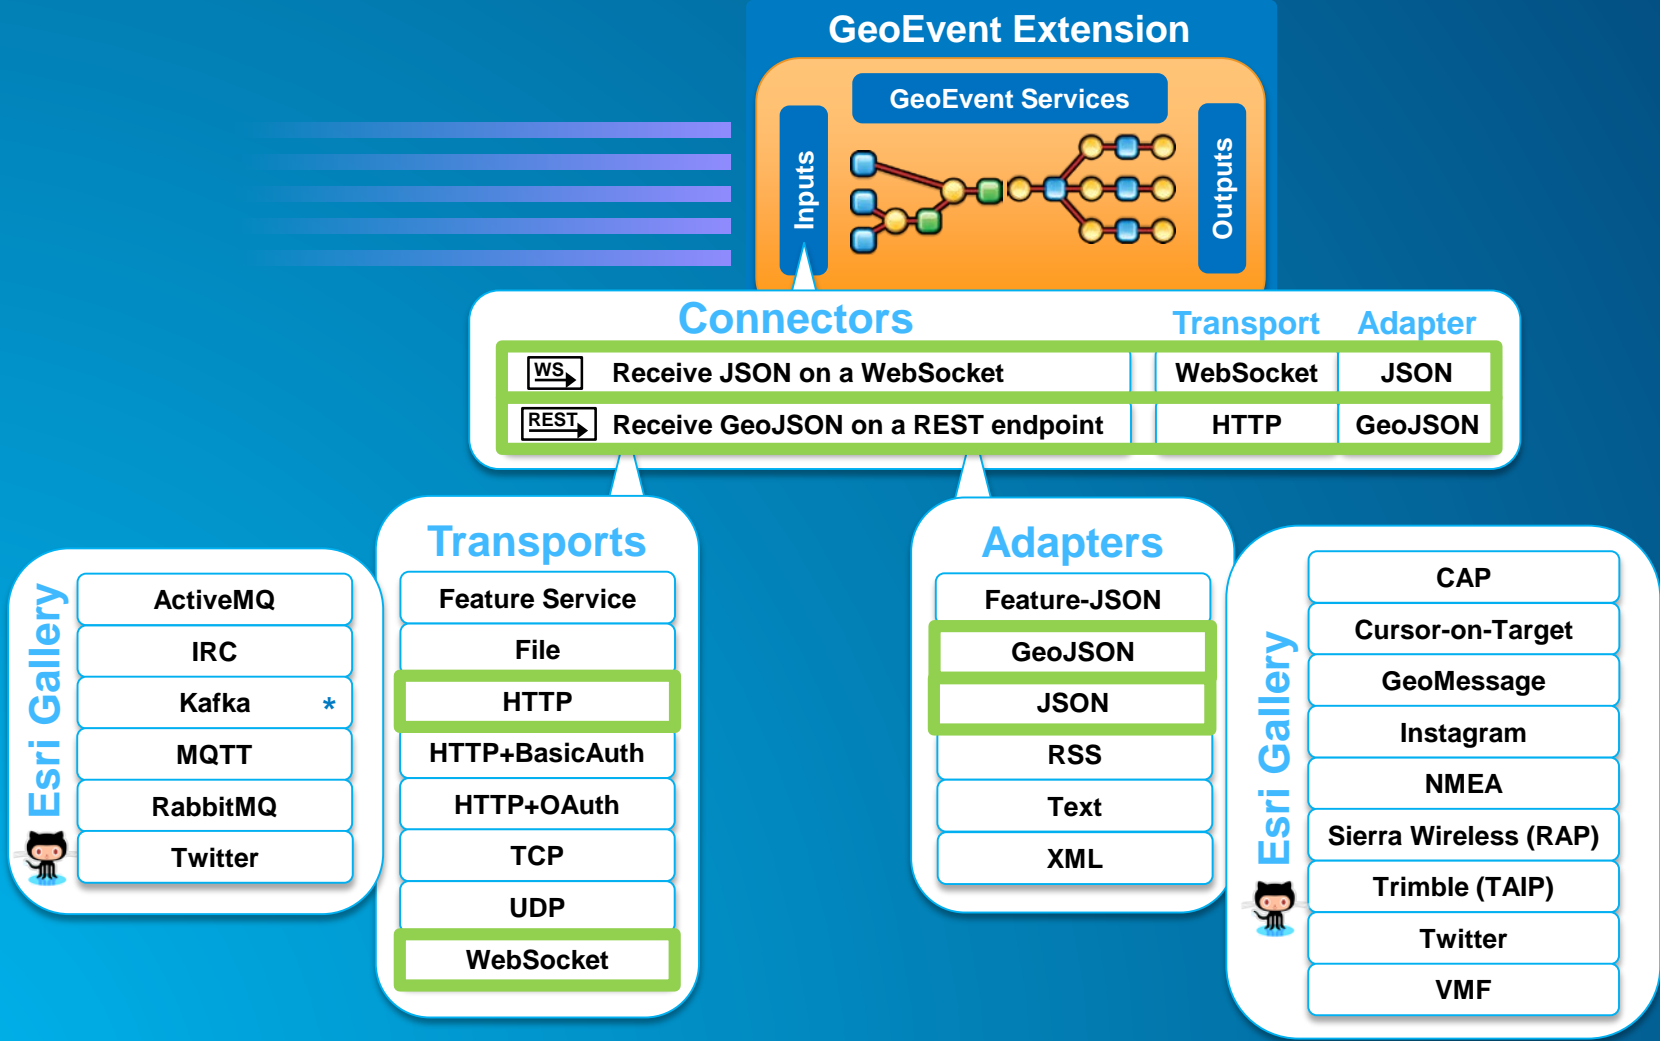 GeoEvent Extension
GeoEvent Services
Inputs
Outputs
Connectors
Transport
Adapter
WS
Receive JSON on a WebSocket
WebSocket
JSON
REST
Receive GeoJSON on a REST endpoint
HTTP
GeoJSON
Esri Gallery
ActiveMQ
IRC
Kafka *
MQTT
RabbitMQ
Twitter
Transports
Feature Service
File
HTTP
HTTP+BasicAuth
HTTP+OAuth
TCP
UDP
WebSocket
Adapters
Feature-JSON
GeoJSON
JSON
RSS
Text
XML
Esri Gallery
CAP
Cursor-on-Target
GeoMessage
Instagram
NMEA
Sierra Wireless (RAP)
Trimble (TAIP)
Twitter
VMF